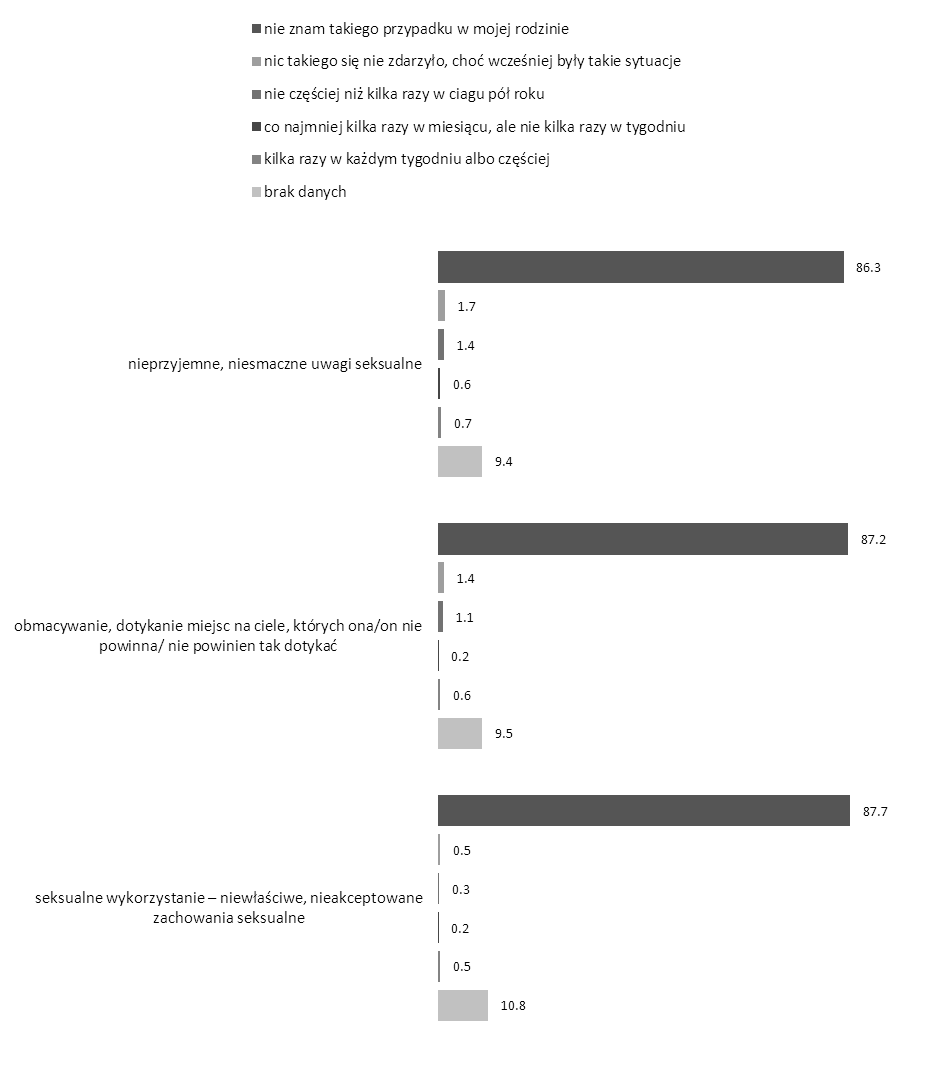 nie znam takiego przypadku w mojej rodzinie
nic takiego się nie zdarzyło, choć wcześniej były takie sytuacje
nie częściej niż kilka razy w ciagu pół roku
co najmniej kilka razy w miesiącu, ale nie kilka razy w tygodniu
kilka razy w każdym tygodniu albo częściej
brak danych
86.3
1.7
1.4
nieprzyjemne, niesmaczne uwagi seksualne
0.6
0.7
9.4
87.2
1.4
1.1
obmacywanie, dotykanie miejsc na ciele, których ona/on nie
powinna/ nie powinien tak dotykać
0.2
0.6
9.5
87.7
0.5
0.3
seksualne wykorzystanie – niewłaściwe, nieakceptowane
zachowania seksualne
0.2
0.5
10.8